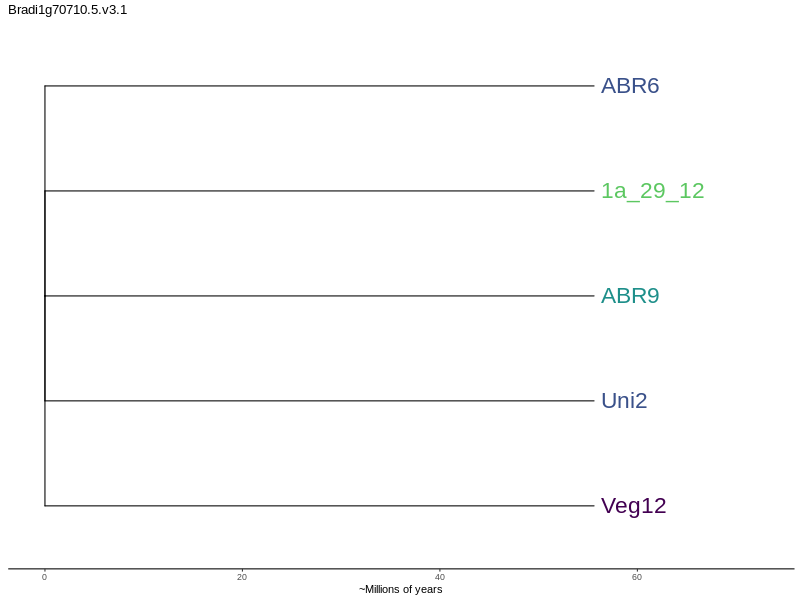 Bradi1g70710.5.v3.1
ABR6
1a_29_12
ABR9
Uni2
Veg12
0 20 40 60
~Millions of years